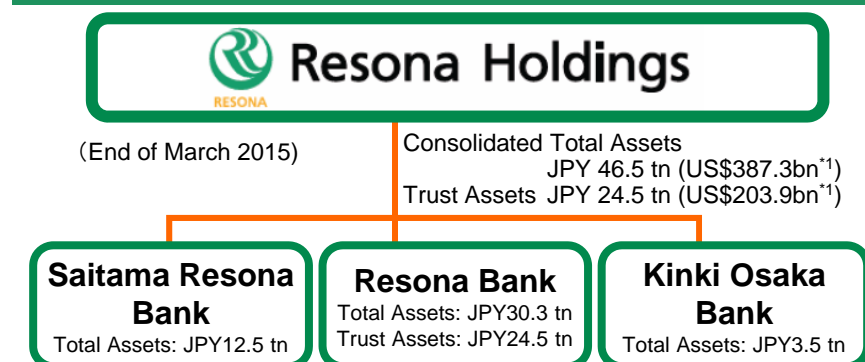 Resona Holdings
RESONA
（End of March 2015)
Consolidated Total Assets
JPY 46.5 tn (US$387.3bn*1)
Trust Assets JPY 24.5 tn (US$203.9bn*1)
Saitama Resona
Bank
Total Assets: JPY12.5 tn
Resona Bank
Total Assets: JPY30.3 tn
Trust Assets: JPY24.5 tn
Kinki Osaka
Bank
Total Assets: JPY3.5 tn